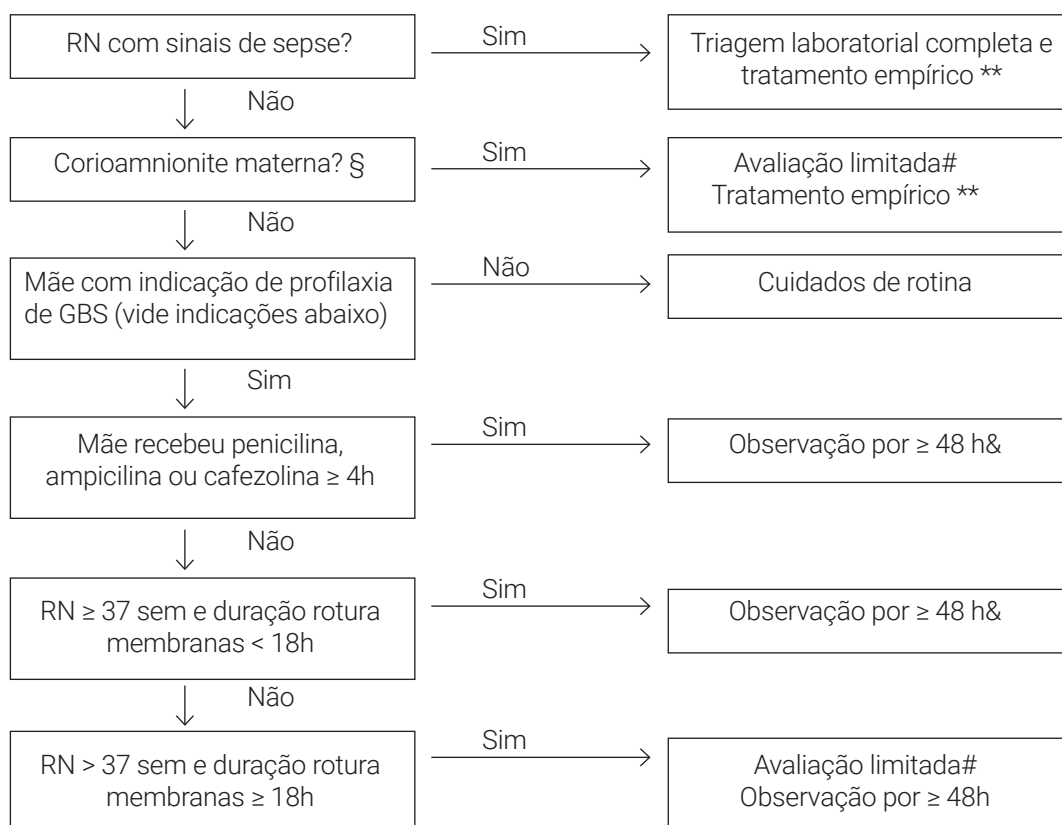 RN com sinais de sepse?
Sim
Triagem laboratorial completa e
tratamento empírico **
Não
Corioamnionite materna? §
Sim
Avaliação limitada#
Tratamento empírico **
Não
Mãe com indicação de profilaxia
de GBS (vide indicações abaixo)
Não
Cuidados de rotina
Sim
Mãe recebeu penicilina,
ampicilina ou cafezolina ≥ 4h
Sim
Observação por ≥ 48 h&
Não
RN ≥ 37 sem e duração rotura
membranas < 18h
Sim
Observação por ≥ 48 h&
Não
RN > 37 sem e duração rotura
membranas ≥ 18h
Sim
Avaliação limitada#
Observação por ≥ 48h